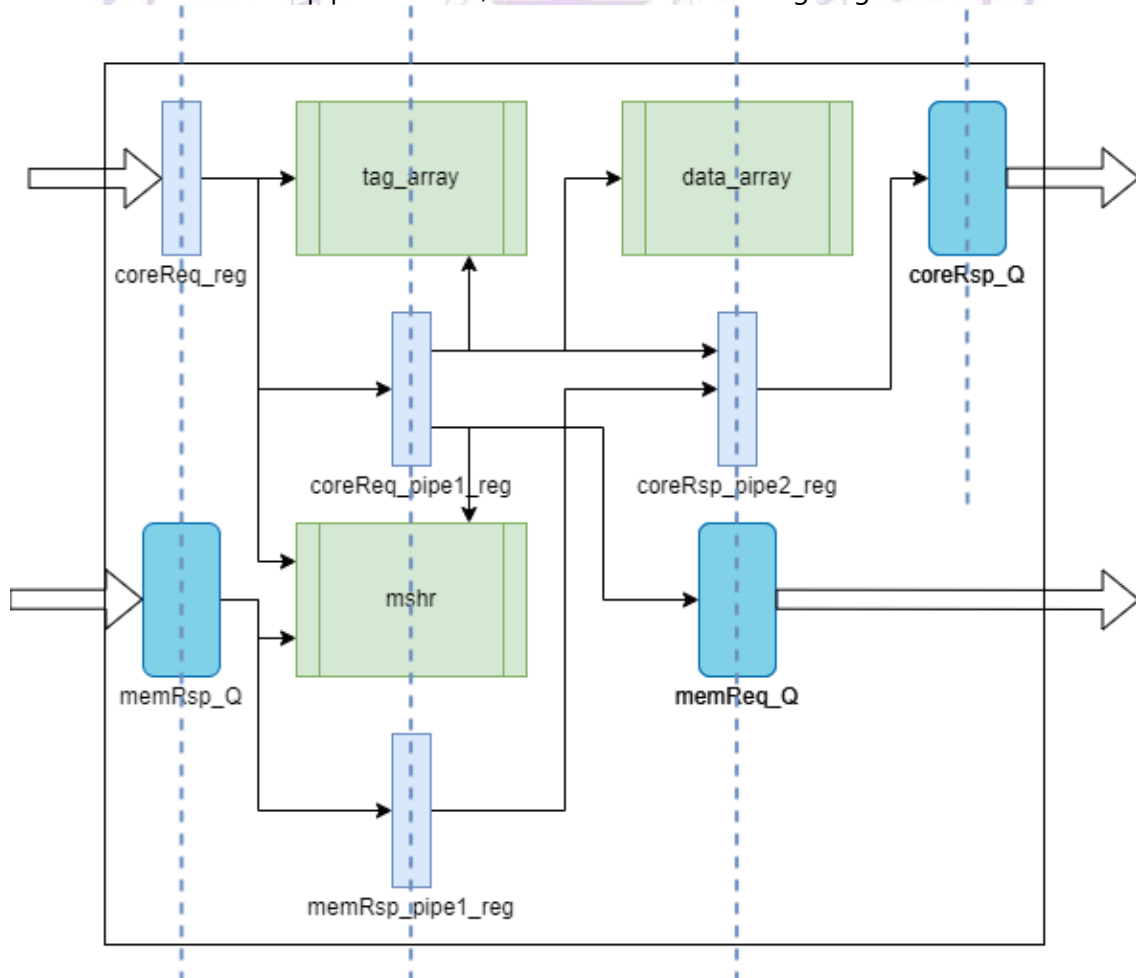 tag_array
data_array
coreReq_reg
coreRsp_Q
coreReq_pipe1_reg
coreRsp_pipe2_reg
mshr
memRsp_Q
memReq_Q
memRsp_pipe1_reg